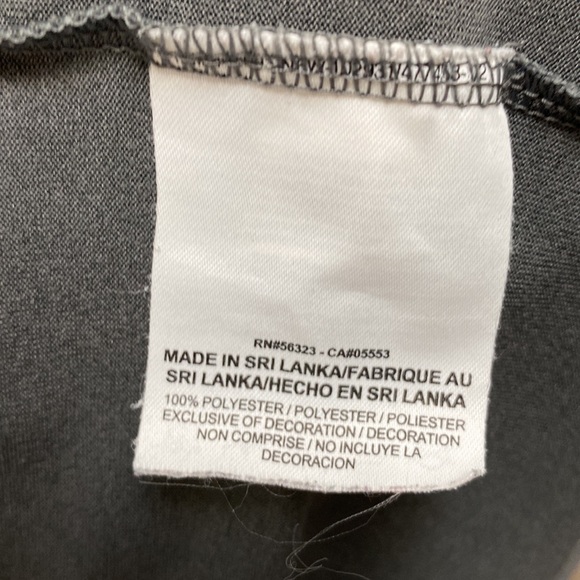 RN#56323 - CA#05553
MADE IN SRI LANKA/FABRIQUE AU
SRI LANKA/HECHO EN SRI LANKA
100% POLYESTER / POLYESTER / POLIESTER
EXCLUSIVE OF DECORATION / DECORATION
NON COMPRISE / NO INCLUYE LA
DECORACION